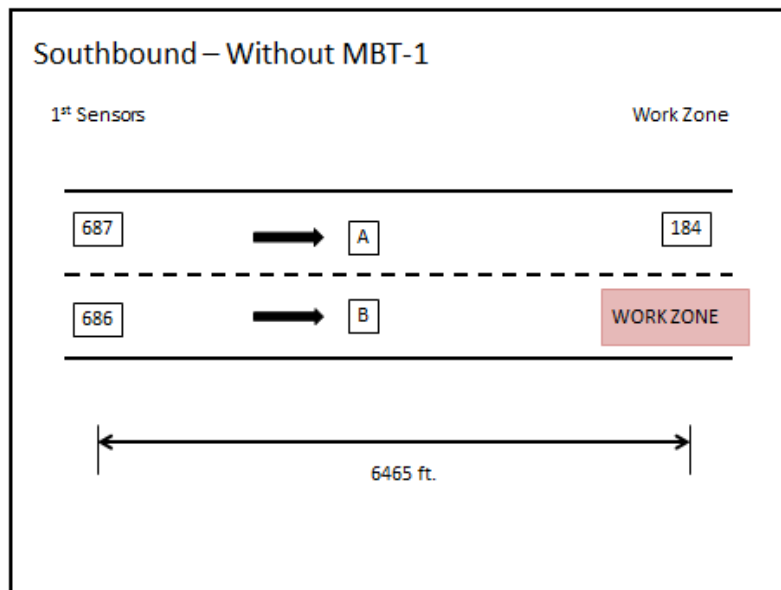 Southbound – Without MBT-1
1st Sensors
Work Zone
687
A
184
686
B
WORK ZONE
6465 ft.